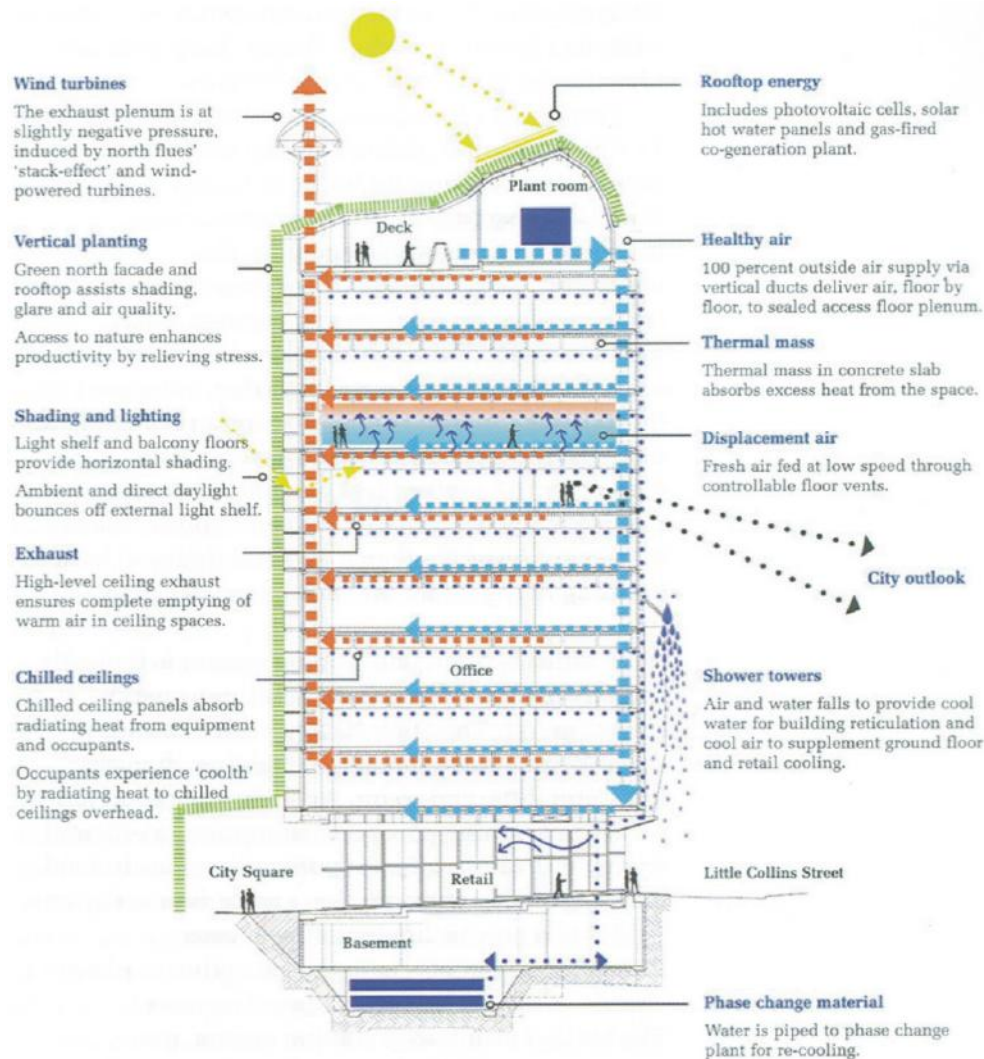 Wind turbines
The exhaust plenum is at
slightly negative pressure,
induced by north flues'
'stack-effect' and wind-
powered turbines.
Vertical planting
Green north facade and
rooftop assists shading,
glare and air quality.
Access to nature enhances
productivity by relieving stress.
Shading and lighting
Light shelf and balcony floors
provide horizontal shading.
Ambient and direct daylight
bounces off external light shelf.
Exhaust
High-level ceiling exhaust
ensures complete emptying of
warm air in ceiling spaces.
Chilled ceilings
Chilled ceiling panels absorb
radiating heat from equipment
and occupants.
Occupants experience 'coolth'
by radiating heat to chilled
ceilings overhead.
Plant room
Deck
Office
City Square
Retail
Little Collins Street
Basement
Rooftop energy
Includes photovoltaic cells, solar
hot water panels and gas-fired
co-generation plant.
Healthy air
100 percent outside air supply via
vertical ducts deliver air, floor by
floor, to sealed access floor plenum.
Thermal mass
Thermal mass in concrete slab
absorbs excess heat from the space.
Displacement air
Fresh air fed at low speed through
controllable floor vents.
City outlook
Shower towers
Air and water falls to provide cool
water for building reticulation and
cool air to supplement ground floor
and retail cooling.
Phase change material
Water is piped to phase change
plant for re-cooling.